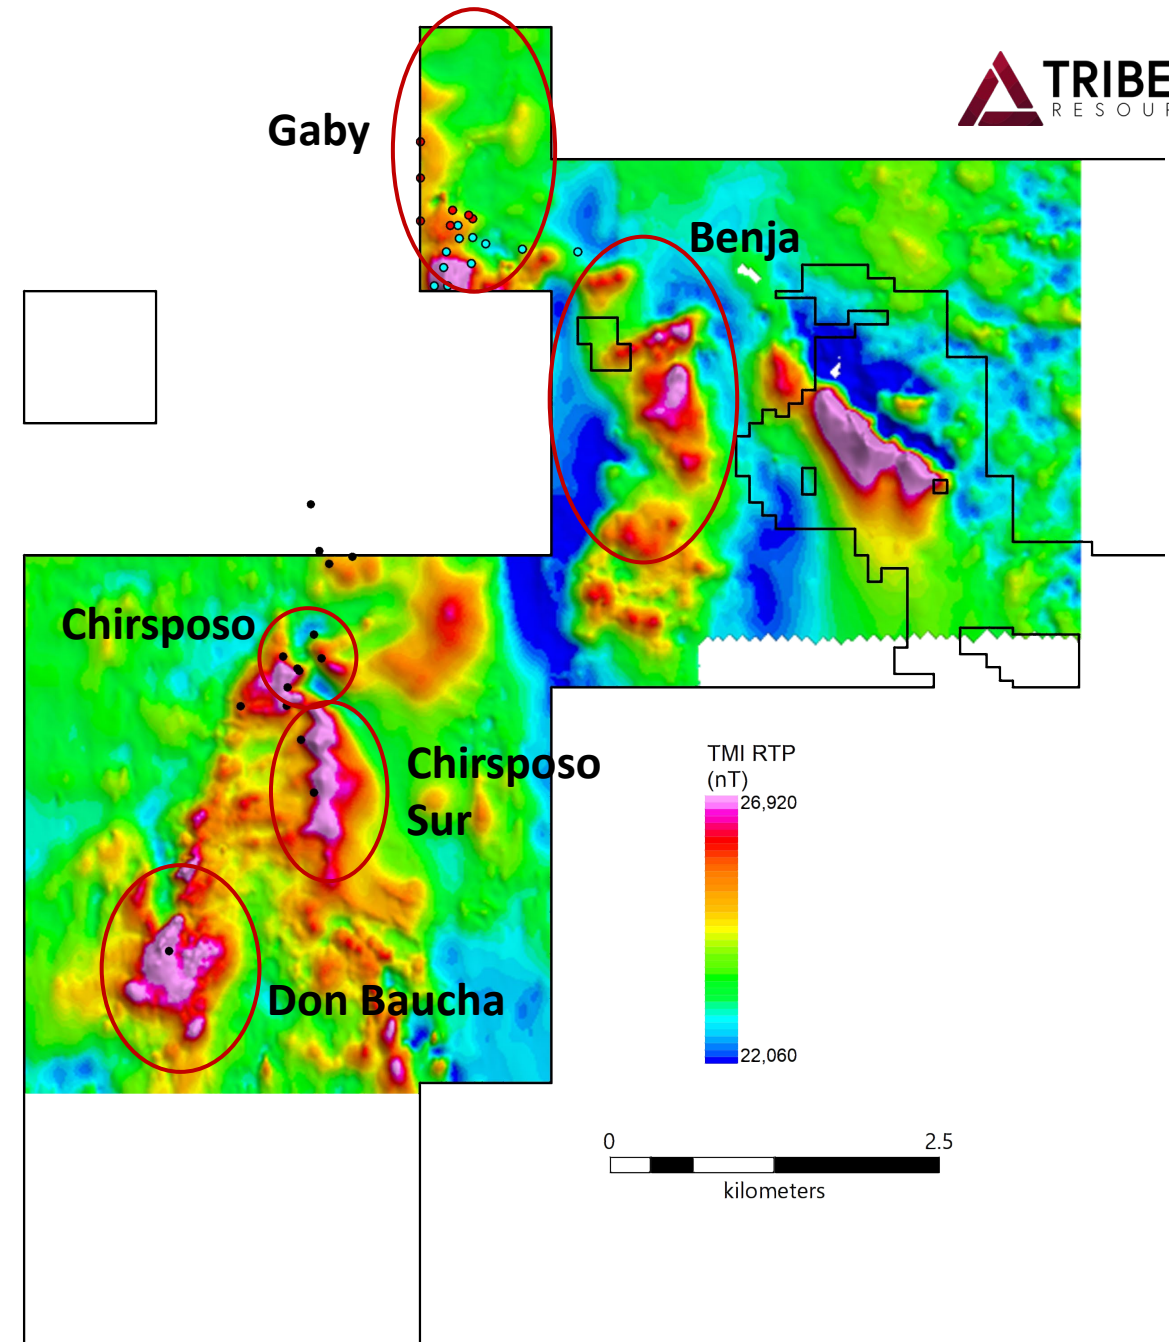 TRIBE
RESOUR
Gaby
Benja
Chirsposo
Chirsposo
Sur
Don Baucha
TMI RTP
(nT)
26,920
22,060
0 2.5
kilometers